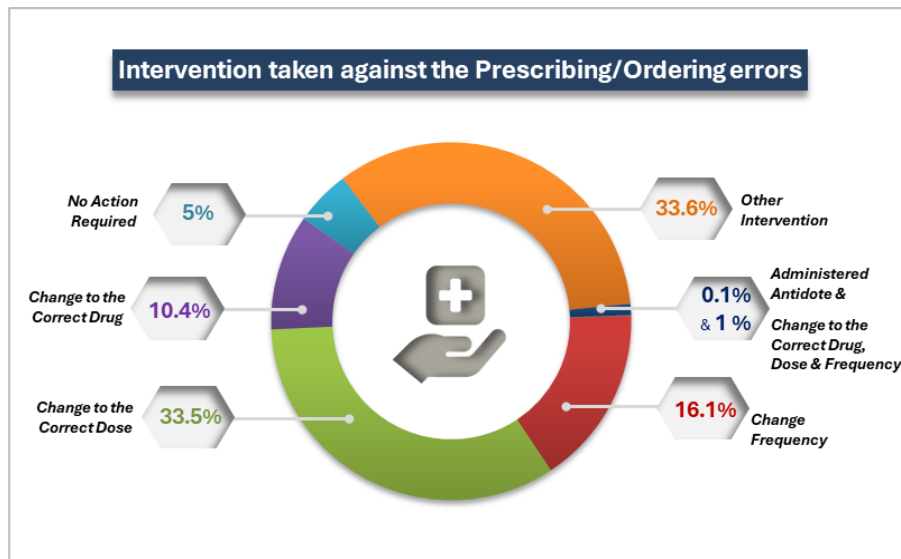 Intervention taken against the Prescribing/Ordering errors
No Action
Required
5%
33.6%
Other
Intervention
Change to the
Correct Drug
10.4%
0.1%
& 1 %
Administered
Antidote &
Change to the
Correct Drug,
Dose & Frequency
Change to the
Correct Dose
33.5%
16.1%
Change
Frequency